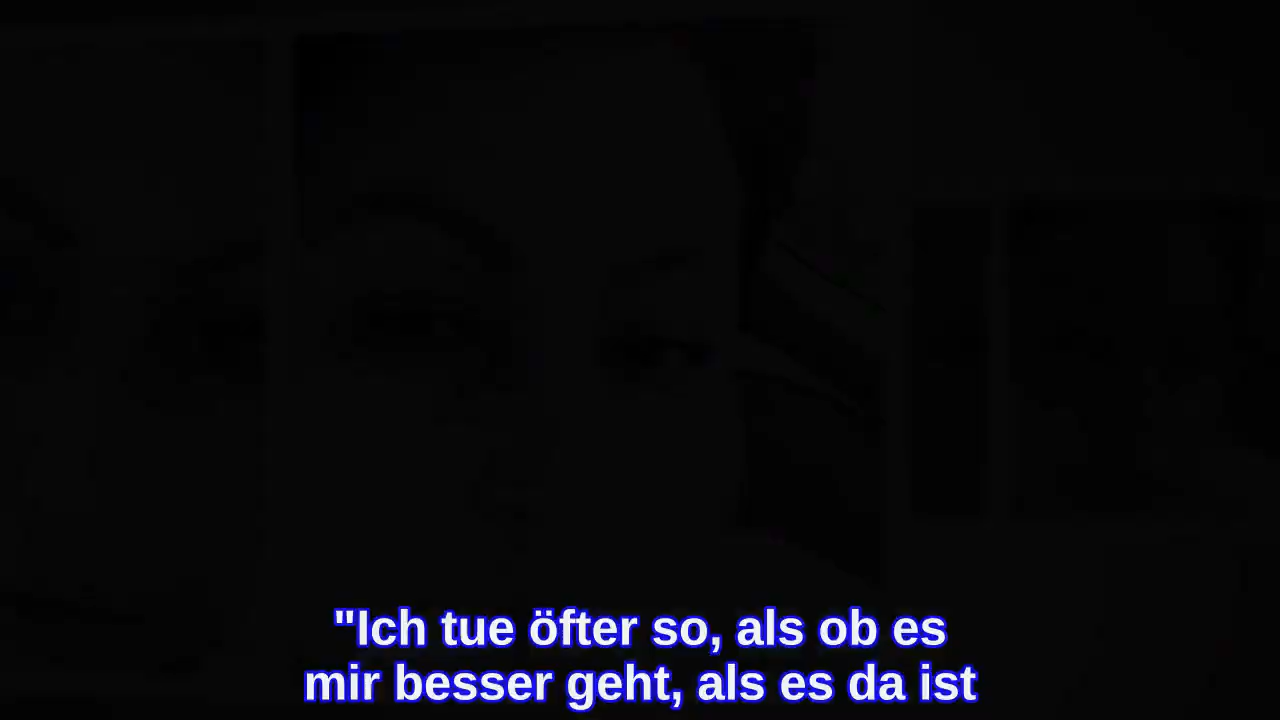 "Ich tue öfter so, als ob es
mir besser geht, als es da ist